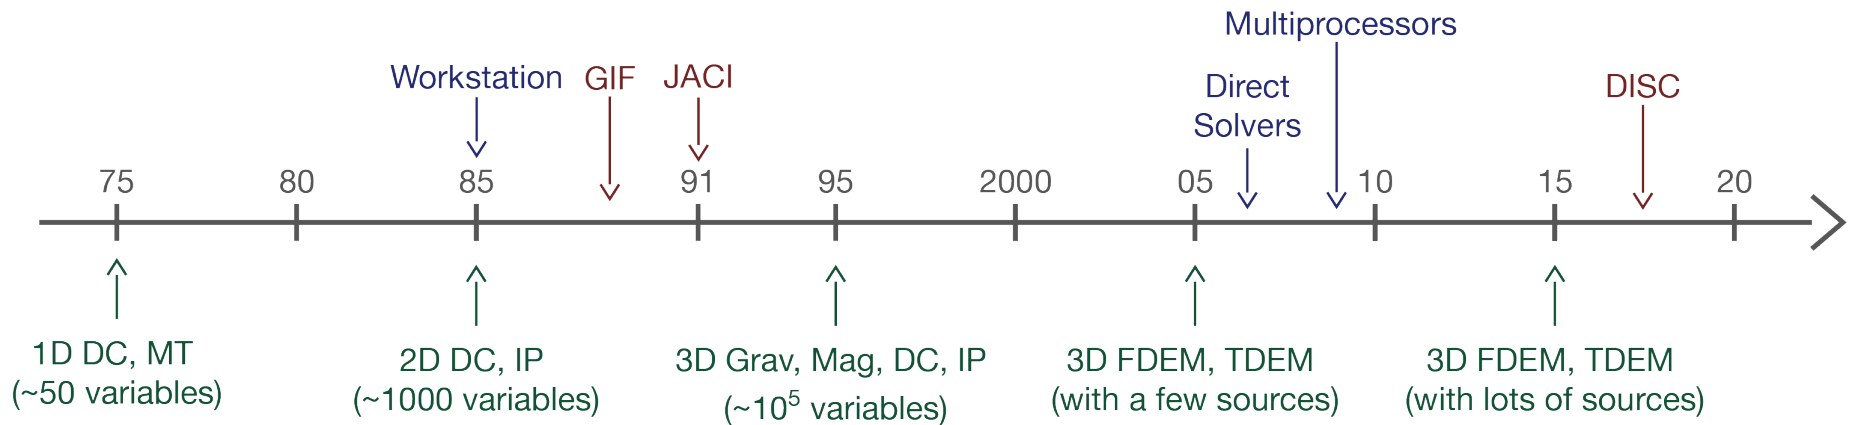 Multiprocessors
Workstation GIF JACI
Direct
Solvers
DISC
75 80 85 91 95 2000 05 10 15 20
1D DC, MT
(~50 variables)
2D DC, IP
(~1000 variables)
3D Grav, Mag, DC, IP
(~10⁵ variables)
3D FDEM, TDEM
(with a few sources)
3D FDEM, TDEM
(with lots of sources)